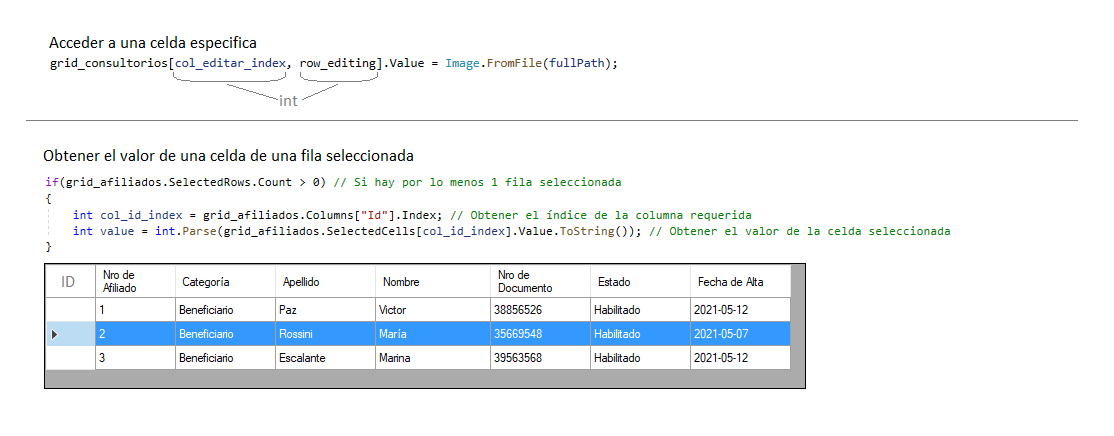 Acceder a una celda especifica
grid_consultorios[col_editar_index, row_editing].Value = Image.FromFile(fullPath);
int
Obtener el valor de una celda de una fila seleccionada
if(grid_afiliados.SelectedRows.Count > 0) // Si hay por lo menos 1 fila seleccionada
{
int col_id_index = grid_afiliados.Columns["Id"].Index; // Obtener el índice de la columna requerida
int value = int.Parse(grid_afiliados.SelectedCells[col_id_index].Value.ToString()); // Obtener el valor de la celda seleccionada
}
ID Nro de Afiliado Categoría Apellido Nombre Nro de Documento Estado Fecha de Alta
1 Beneficiario Paz Victor 38856526 Habilitado 2021-05-12
2 Beneficiario Rossini María 35669548 Habilitado 2021-05-07
3 Beneficiario Escalante Marina 39563568 Habilitado 2021-05-12